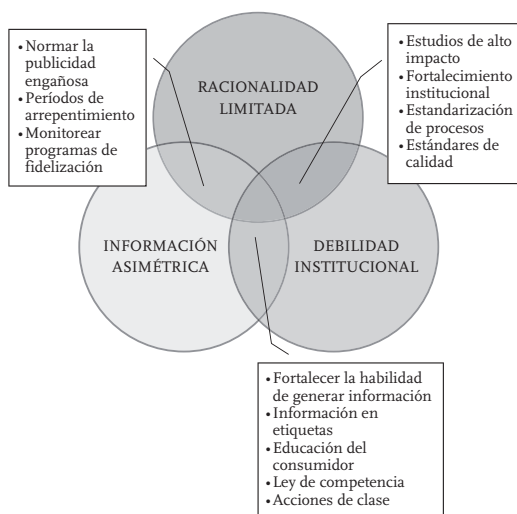 • Normar la
publicidad
engañosa
• Períodos de
arrepentimiento
• Monitorear
programas de
fidelización
• Estudios de alto
impacto
• Fortalecimiento
institucional
• Estandarización
de procesos
• Estándares de
calidad
RACIONALIDAD
LIMITADA
INFORMACIÓN
ASIMÉTRICA
DEBILIDAD
INSTITUCIONAL
• Fortalecer la habilidad
de generar información
• Información en
etiquetas
• Educación del
consumidor
• Ley de competencia
• Acciones de clase